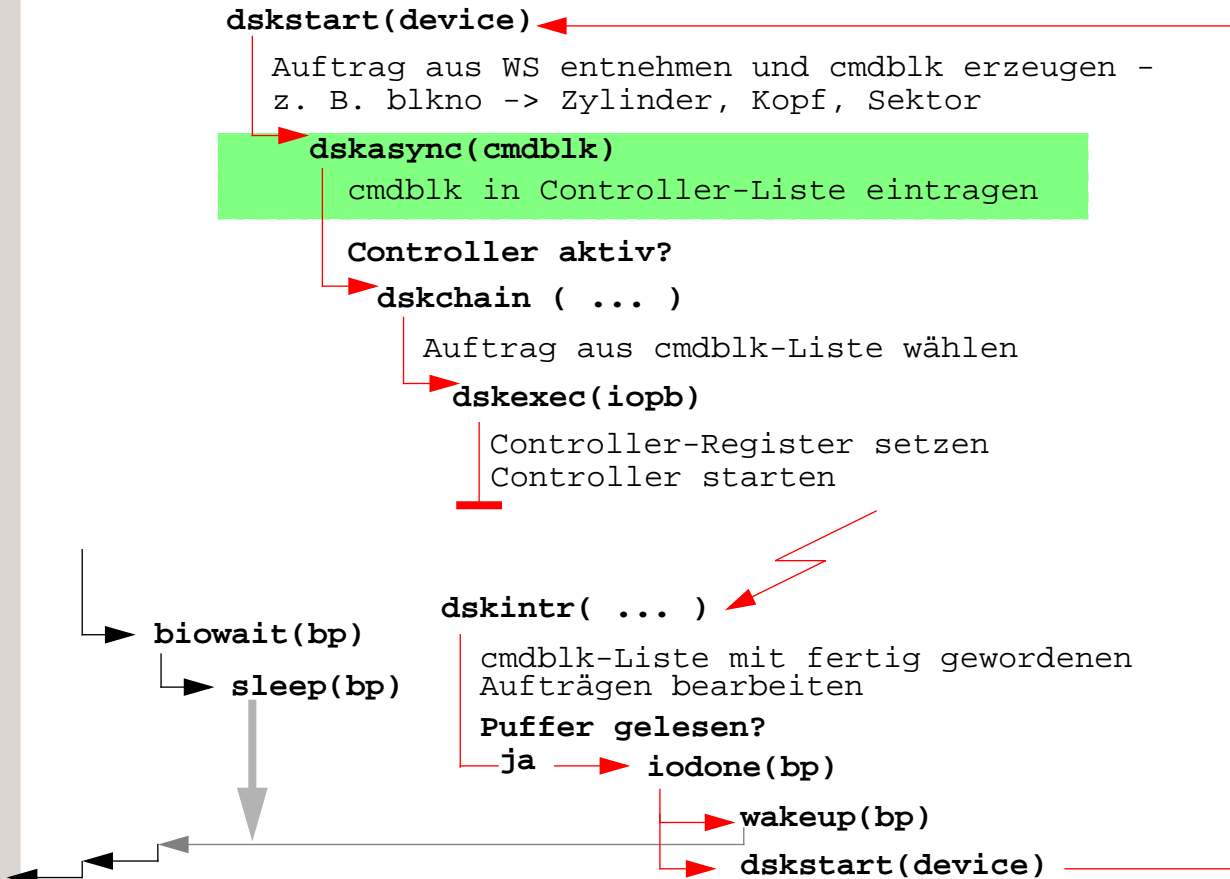 dskstart(device)
Auftrag aus WS entnehmen und cmdblk erzeugen -
z. B. blkno -> Zylinder, Kopf, Sektor
dskasync(cmdblk)
cmdblk in Controller-Liste eintragen
Controller aktiv?
dskchain ( ... )
Auftrag aus cmdblk-Liste wählen
dskexec(iopb)
Controller-Register setzen
Controller starten
dskintr( ... )
biowait(bp)
cmdblk-Liste mit fertig gewordenen
sleep(bp)
Aufträgen bearbeiten
Puffer gelesen?
ja
iodone(bp)
wakeup(bp)
dskstart(device)